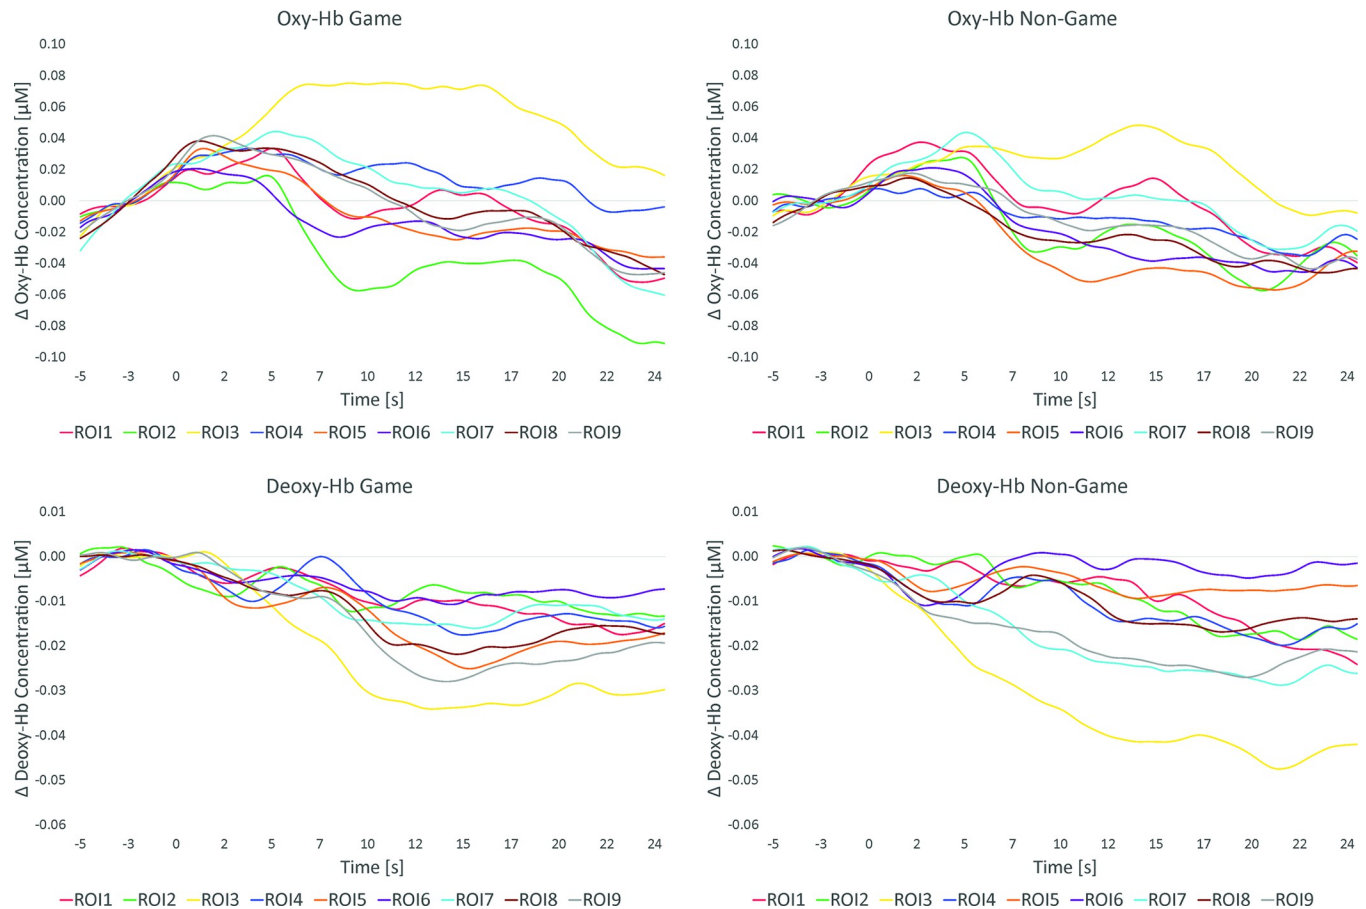 Oxy-Hb Game
Δ Oxy-Hb Concentration [µM]
0.10
0.08
0.06
0.04
0.02
0.00
-0.02
-0.04
-0.06
-0.08
-0.10
-5 -3 0 2 5 7 10 12 15 17 20 22 24
Time [s]
ROI1 ROI2 ROI3 ROI4 ROI5 ROI6 ROI7 ROI8 ROI9
Oxy-Hb Non-Game
Δ Oxy-Hb Concentration [µM]
0.10
0.08
0.06
0.04
0.02
0.00
-0.02
-0.04
-0.06
-0.08
-0.10
-5 -3 0 2 5 7 10 12 15 17 20 22 24
Time [s]
ROI1 ROI2 ROI3 ROI4 ROI5 ROI6 ROI7 ROI8 ROI9
Deoxy-Hb Game
Δ Deoxy-Hb Concentration [µM]
0.01
0.00
-0.01
-0.02
-0.03
-0.04
-0.05
-0.06
-5 -3 0 2 5 7 10 12 15 17 20 22 24
Time [s]
ROI1 ROI2 ROI3 ROI4 ROI5 ROI6 ROI7 ROI8 ROI9
Deoxy-Hb Non-Game
Δ Deoxy-Hb Concentration [µM]
0.01
0.00
-0.01
-0.02
-0.03
-0.04
-0.05
-0.06
-5 -3 0 2 5 7 10 12 15 17 20 22 24
Time [s]
ROI1 ROI2 ROI3 ROI4 ROI5 ROI6 ROI7 ROI8 ROI9